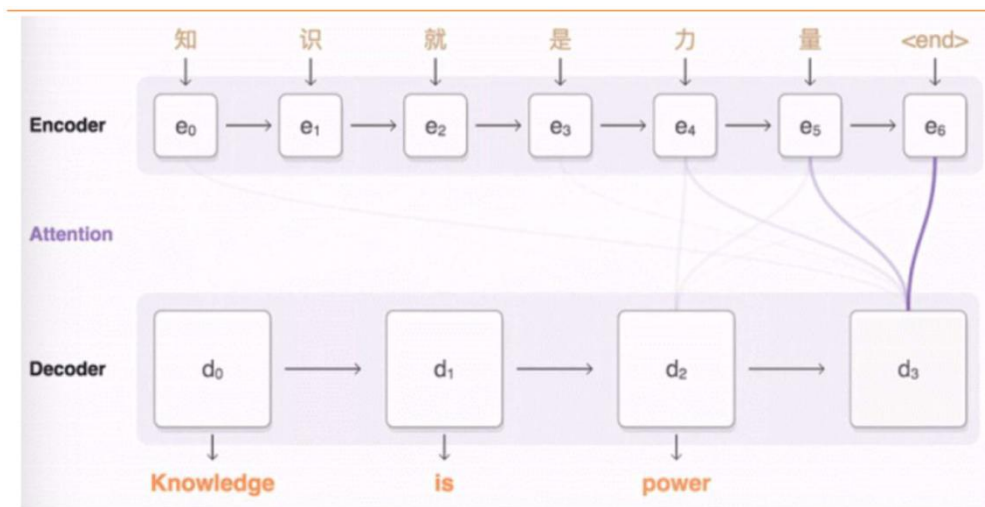 知 识 就 是 力 量 <end>
Encoder e₀ e₁ e₂ e₃ e₄ e₅ e₆
Attention
Decoder d₀ d₁ d₂ d₃
Knowledge is power